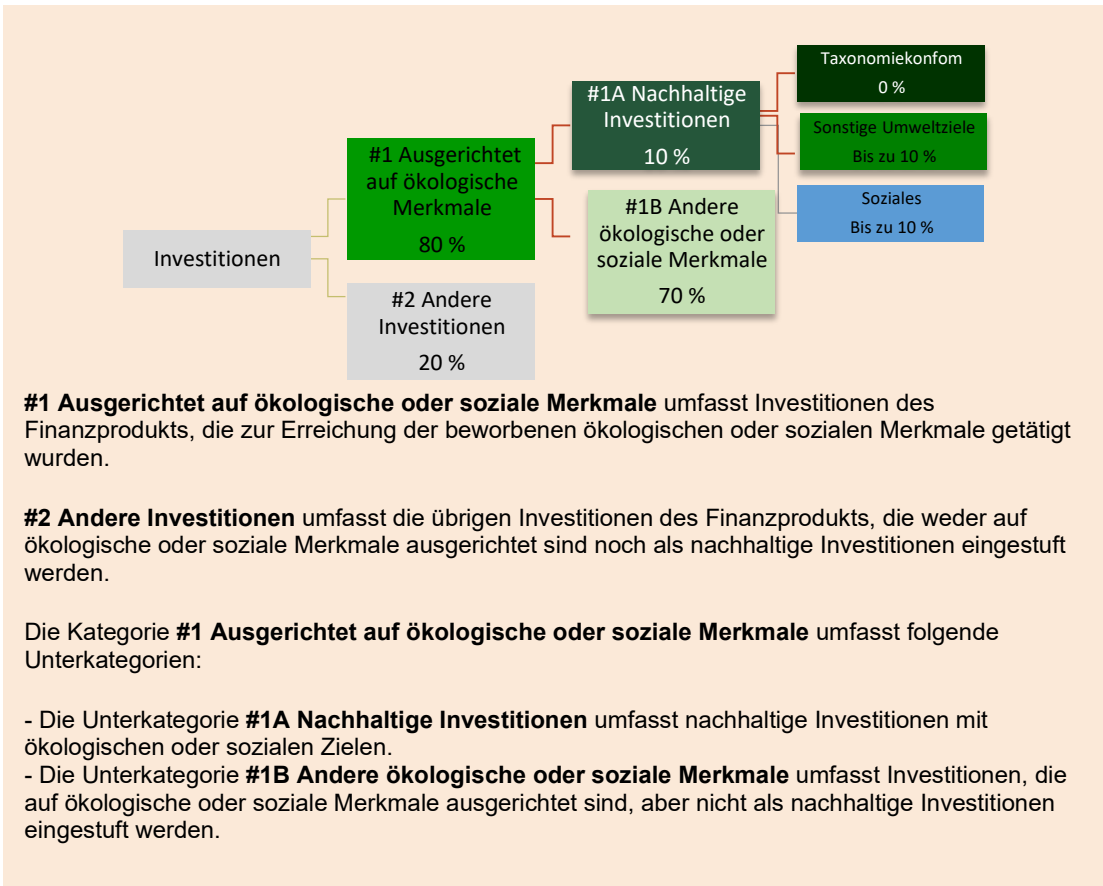 Taxonomiekonfom
0 %
#1A Nachhaltige
Investitionen
10 %
Sonstige Umweltziele
Bis zu 10 %
#1 Ausgerichtet
auf ökologische
Merkmale
80 %
Soziales
Bis zu 10 %
#1B Andere
ökologische oder
soziale Merkmale
70 %
Investitionen
#2 Andere
Investitionen
20 %
#1 Ausgerichtet auf ökologische oder soziale Merkmale umfasst Investitionen des
Finanzprodukts, die zur Erreichung der beworbenen ökologischen oder sozialen Merkmale getätigt
wurden.
#2 Andere Investitionen umfasst die übrigen Investitionen des Finanzprodukts, die weder auf
ökologische oder soziale Merkmale ausgerichtet sind noch als nachhaltige Investitionen eingestuft
werden.
Die Kategorie #1 Ausgerichtet auf ökologische oder soziale Merkmale umfasst folgende
Unterkategorien:
- Die Unterkategorie #1A Nachhaltige Investitionen umfasst nachhaltige Investitionen mit
ökologischen oder sozialen Zielen.
- Die Unterkategorie #1B Andere ökologische oder soziale Merkmale umfasst Investitionen, die
auf ökologische oder soziale Merkmale ausgerichtet sind, aber nicht als nachhaltige Investitionen
eingestuft werden.